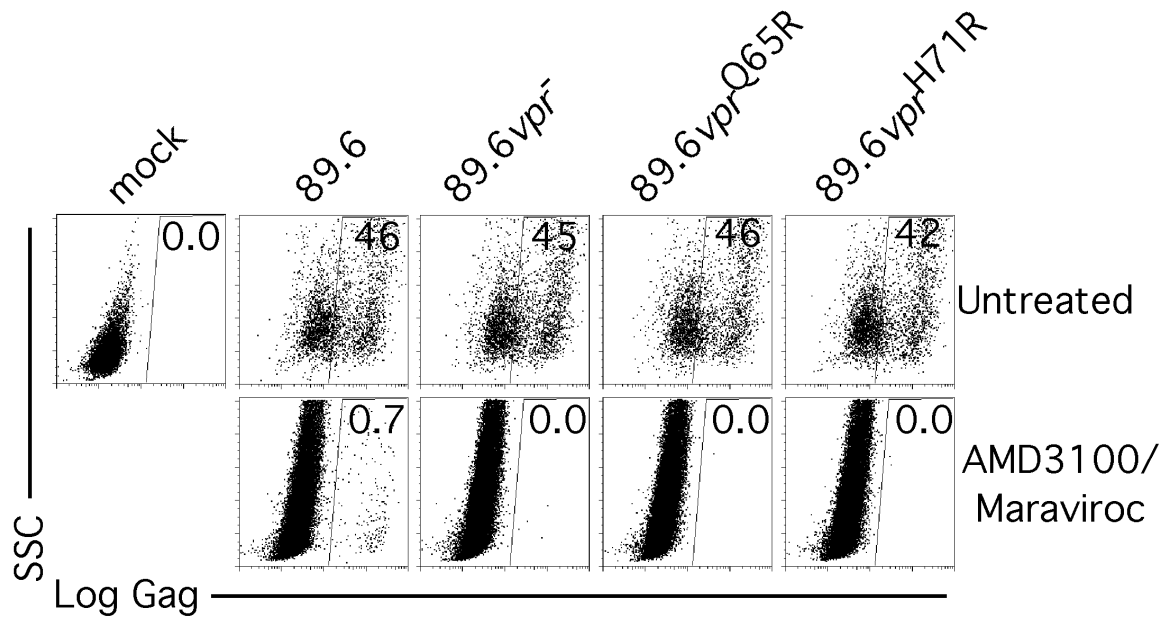 mock
89.6
89.6vpr-
89.6vprQ65R
89.6vprH71R
0.0
46
45
46
42
Untreated
0.7
0.0
0.0
0.0
AMD3100/
Maraviroc
SSC
Log Gag